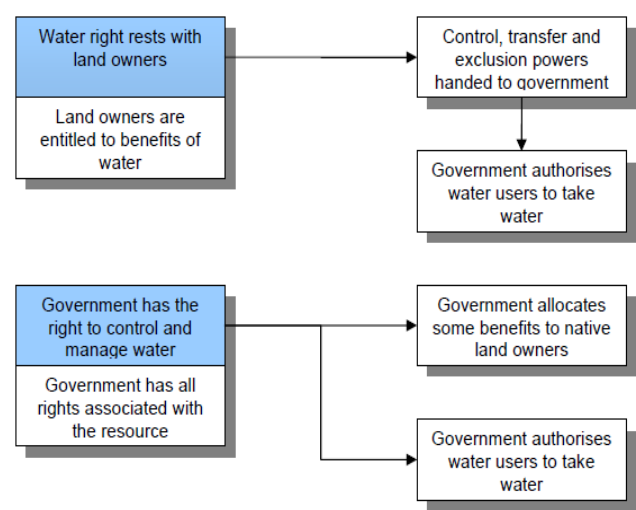 Water right rests with
land owners
Land owners are
entitled to benefits of
water
Control, transfer and
exclusion powers
handed to government
Government authorises
water users to take
water
Government has the
right to control and
manage water
Government has all
rights associated with
the resource
Government allocates
some benefits to native
land owners
Government authorises
water users to take
water